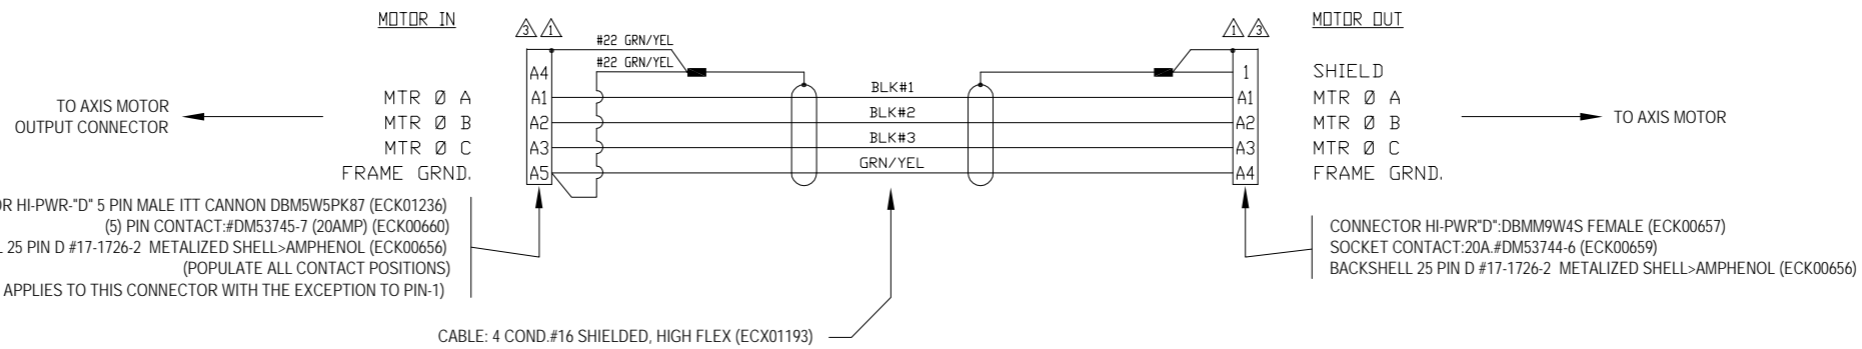 MOTOR IN
MOTOR OUT
3 1
1 3
#22 GRN/YEL
#22 GRN/YEL
A4
1
SHIELD
TO AXIS MOTOR
OUTPUT CONNECTOR
MTR Ø A
A1
BLK#1
A1
MTR Ø A
MTR Ø B
A2
BLK#2
A2
MTR Ø B
TO AXIS MOTOR
MTR Ø C
A3
BLK#3
A3
MTR Ø C
FRAME GRND.
A5
GRN/YEL
A4
FRAME GRND.
HI-PWR-"D" 5 PIN MALE ITT CANNON DBM5W5PK87 (ECK01236)
(5) PIN CONTACT:#DM53745-7 (20AMP) (ECK00660)
25 PIN D #17-1726-2 METALIZED SHELL>AMPHENOL (ECK00656)
(POPULATE ALL CONTACT POSITIONS)
APPLIES TO THIS CONNECTOR WITH THE EXCEPTION TO PIN-1)
CONNECTOR HI-PWR"D":DBMM9W4S FEMALE (ECK00657)
SOCKET CONTACT:20A.#DM53744-6 (ECK00659)
BACKSHELL 25 PIN D #17-1726-2 METALIZED SHELL>AMPHENOL (ECK00656)
CABLE: 4 COND.#16 SHIELDED, HIGH FLEX (ECX01193)